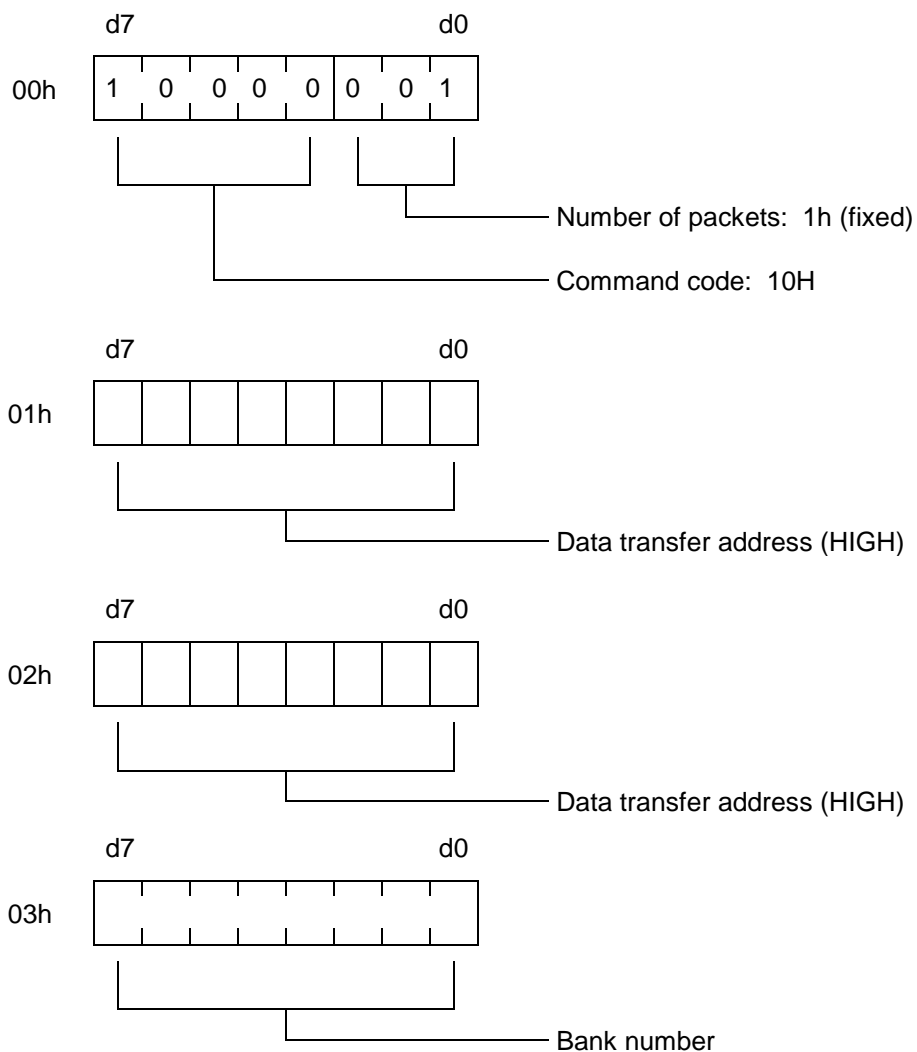 d7 d0
00h 1 0 0 0 0 0 0 1
Number of packets: 1h (fixed)
Command code: 10H
d7 d0
01h
Data transfer address (HIGH)
d7 d0
02h
Data transfer address (HIGH)
d7 d0
03h
Bank number